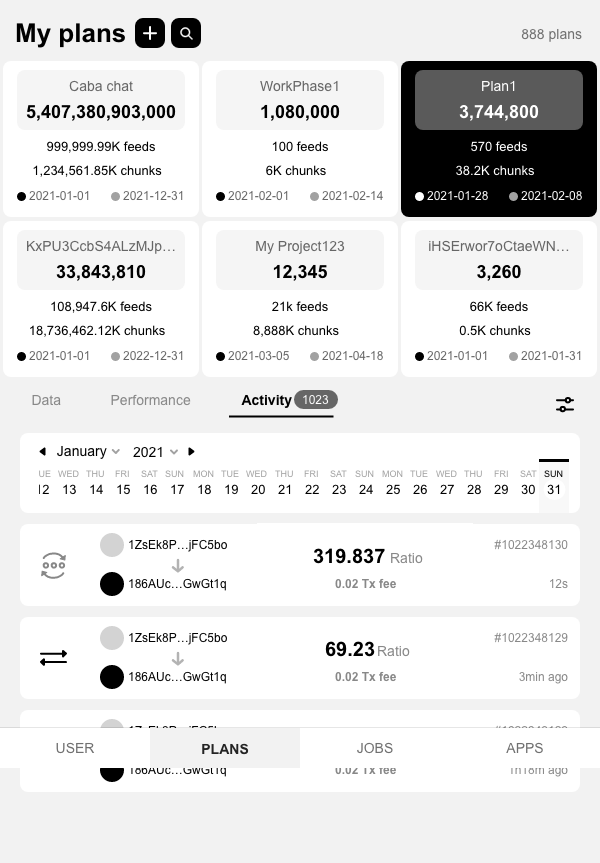 My plans
888 plans
Caba chat
5,407,380,903,000
999,999.99K feeds
1,234,561.85K chunks
2021-01-01 2021-12-31
WorkPhase1
1,080,000
100 feeds
6K chunks
2021-02-01 2021-02-14
Plan1
3,744,800
570 feeds
38.2K chunks
2021-01-28 2021-02-08
KxPU3CcbS4ALzMJp…
33,843,810
108,947.6K feeds
18,736,462.12K chunks
2021-01-01 2022-12-31
My Project123
12,345
21k feeds
8,888K chunks
2021-03-05 2021-04-18
iHSErwor7oCtaeWN…
3,260
66K feeds
0.5K chunks
2021-01-01 2021-01-31
Data Performance Activity 1023
January 2021
UE WED THU FRI SAT SUN MON TUE WED THU FRI SAT SUN MON TUE WED THU FRI SAT SUN
12 13 14 15 16 17 18 19 20 21 22 23 24 25 26 27 28 29 30 31
1ZsEk8P…jFC5bo
186AUc…GwGt1q
319.837 Ratio
0.02 Tx fee
#1022348130
12s
1ZsEk8P…jFC5bo
186AUc…GwGt1q
69.23 Ratio
0.02 Tx fee
#1022348129
3min ago
USER PLANS JOBS APPS
186AUc…GwGt1q
0.02 Tx fee
1h18m ago